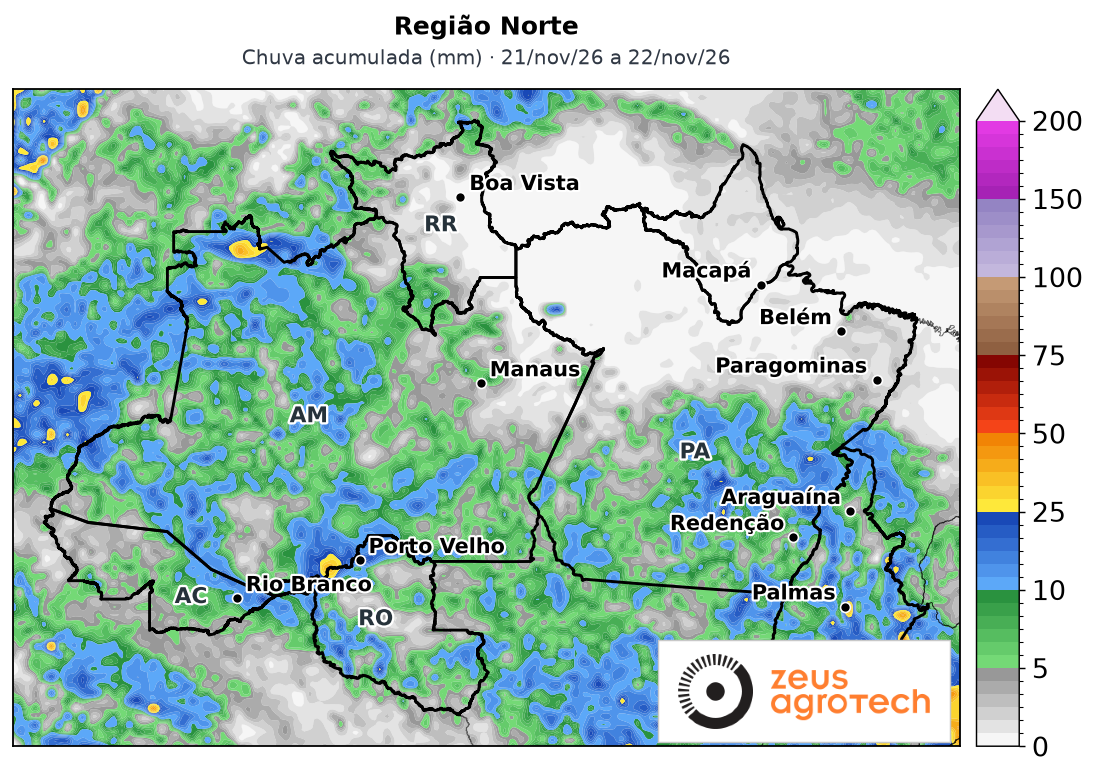 Região Norte
Chuva acumulada (mm) · 21/nov/26 a 22/nov/26
Boa Vista
RR
Macapá
Belém
Paragominas
Manaus
AM
PA
Araguaína
Redenção
Porto Velho
Rio Branco
AC
RO
Palmas
zeus
agrotech
200
150
100
75
50
25
10
5
0